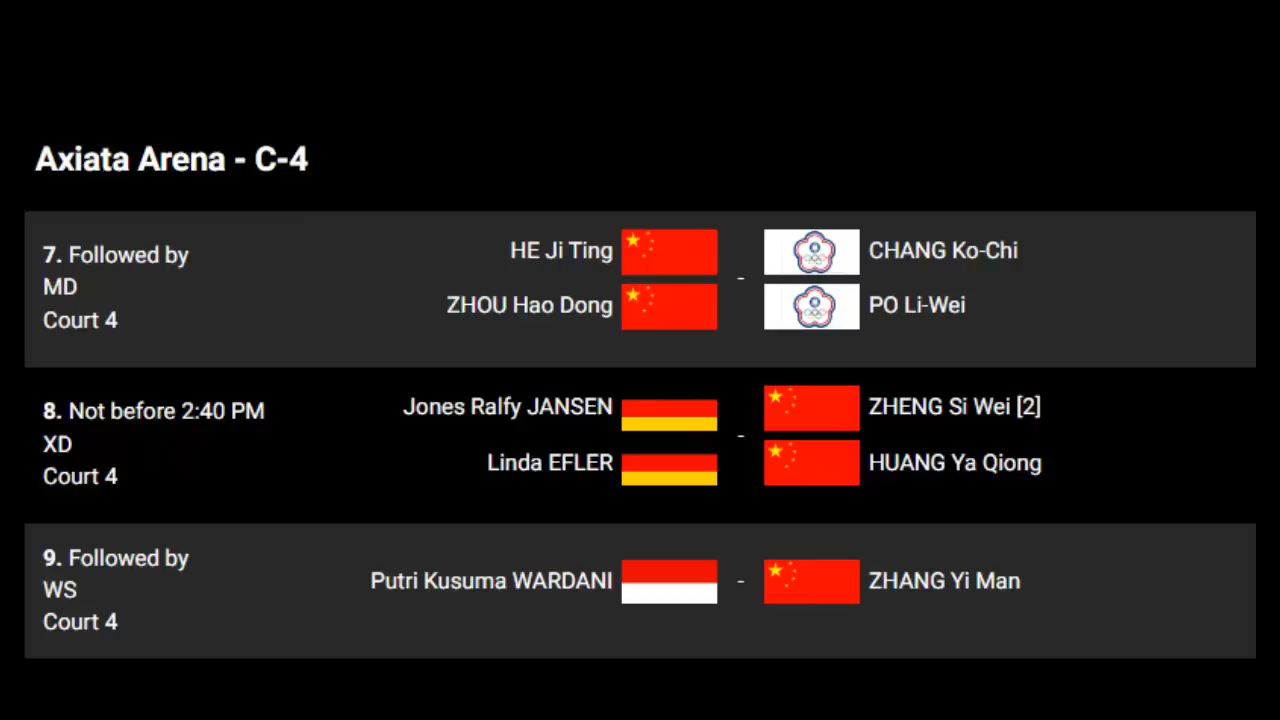 Axiata Arena - C-4
7. Followed by
MD
Court 4
HE Ji Ting
ZHOU Hao Dong
-
CHANG Ko-Chi
PO Li-Wei
8. Not before 2:40 PM
XD
Court 4
Jones Ralfy JANSEN
Linda EFLER
-
ZHENG Si Wei [2]
HUANG Ya Qiong
9. Followed by
WS
Court 4
Putri Kusuma WARDANI
-
ZHANG Yi Man